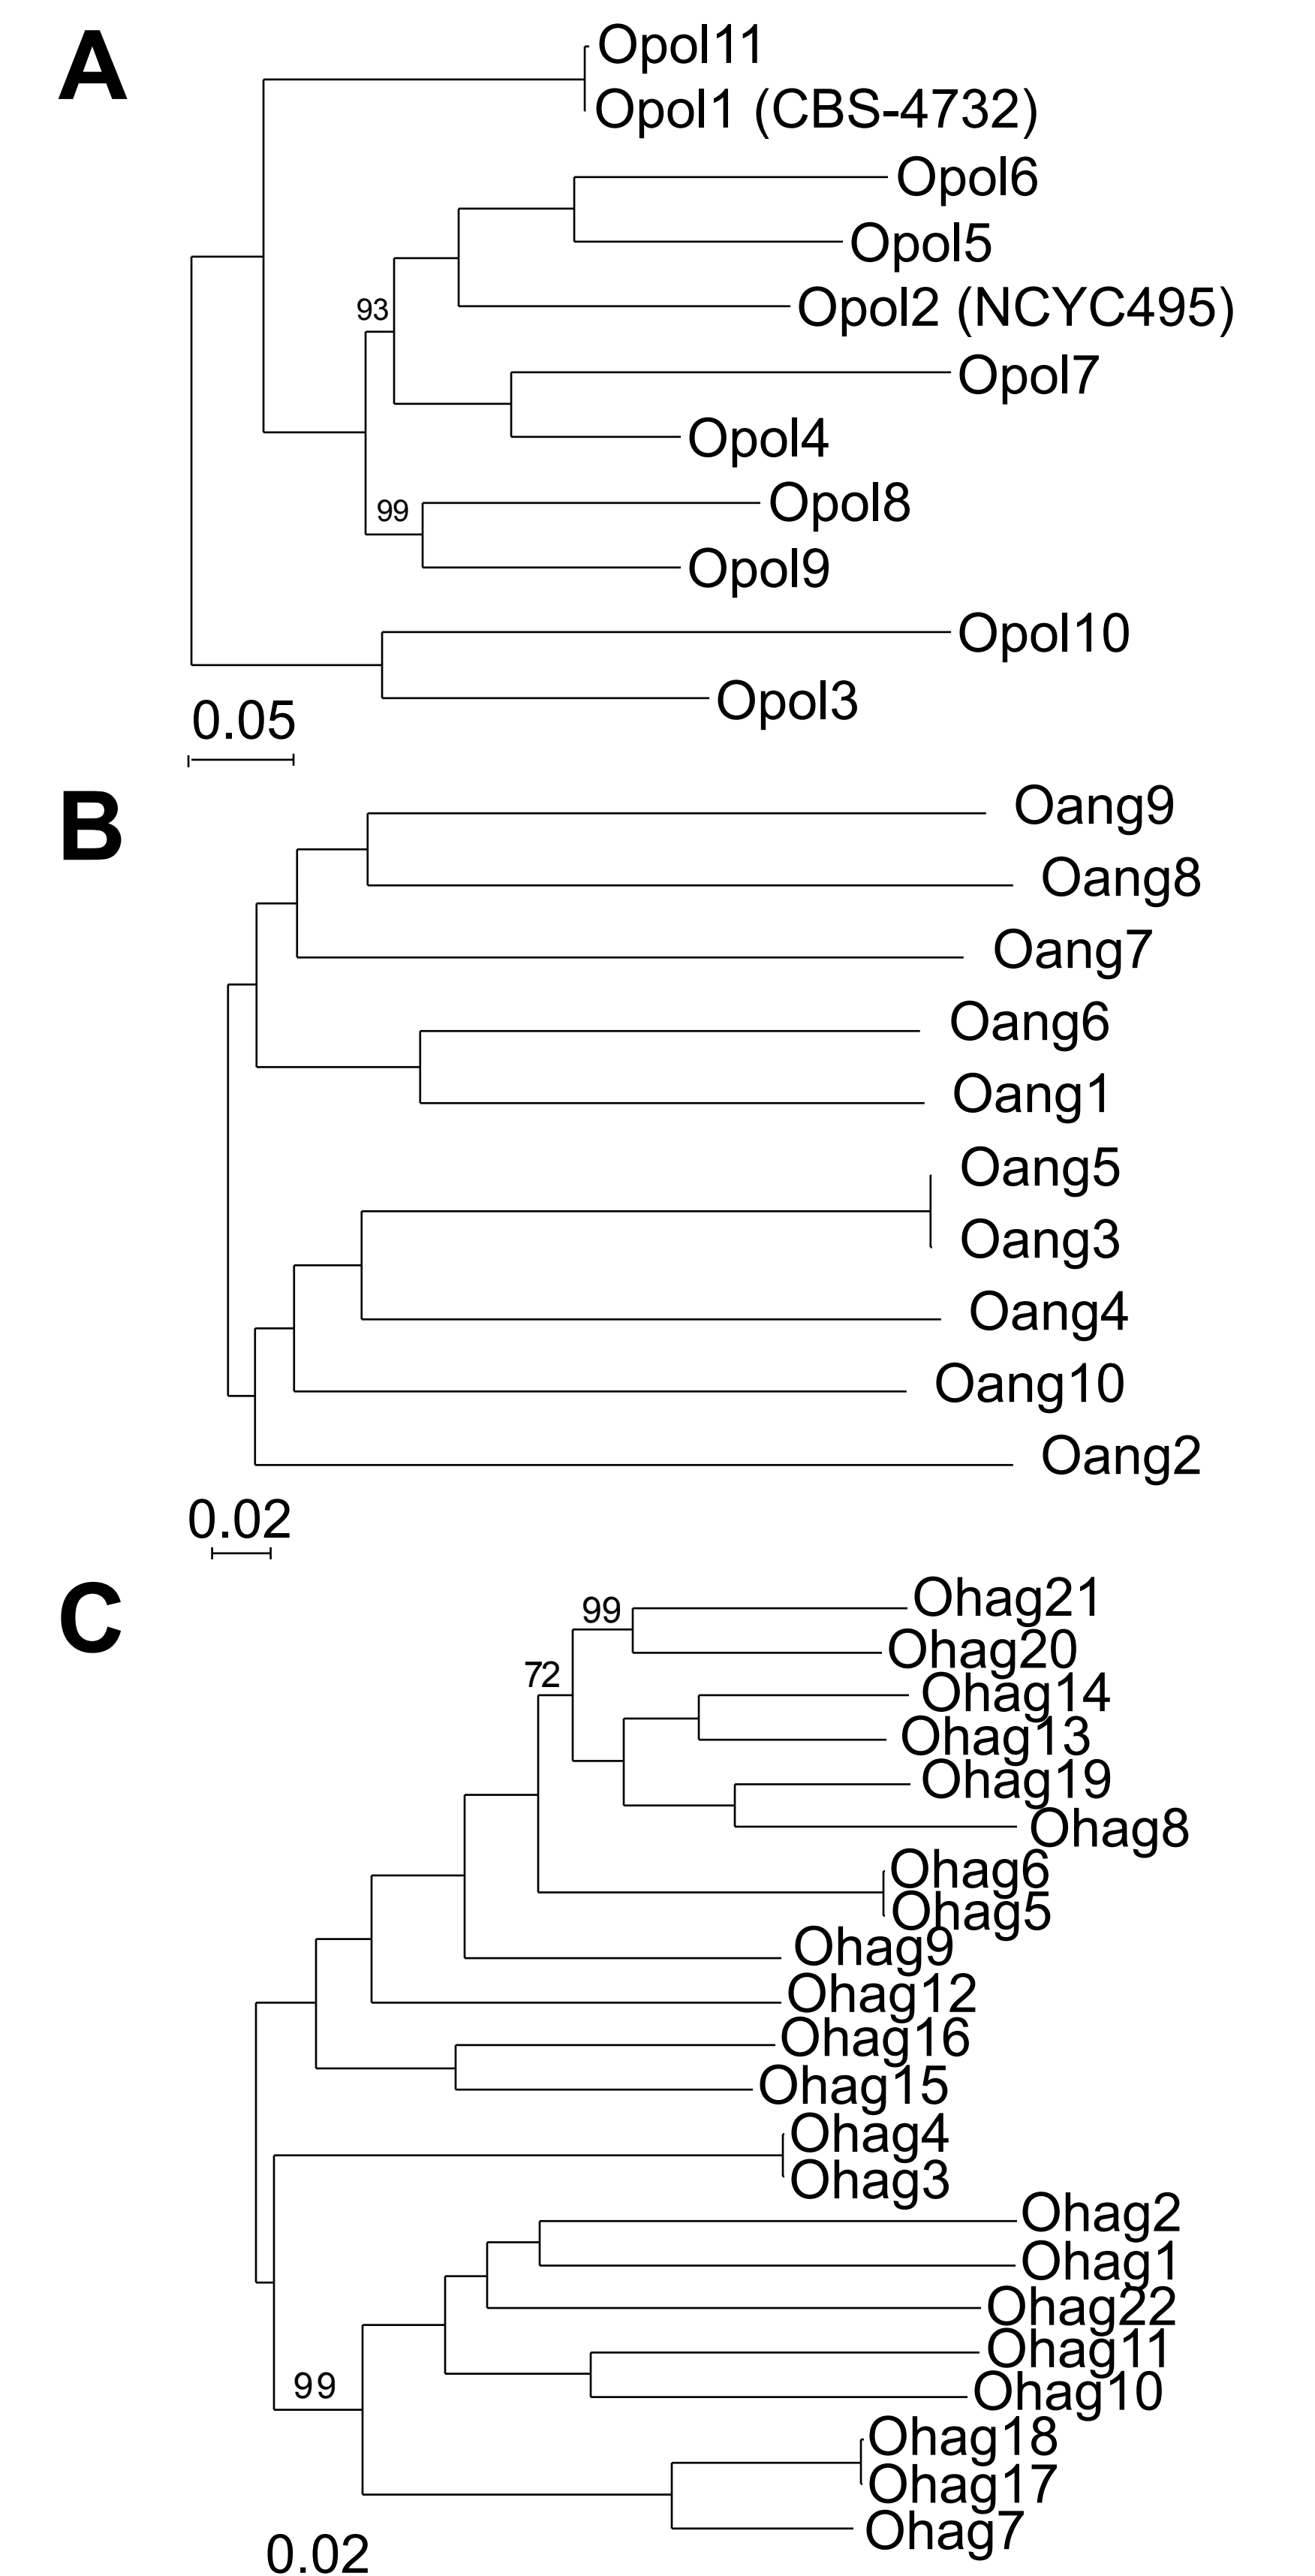 A
Opol11
Opol1 (CBS-4732)
Opol6
Opol5
93
Opol2 (NCYC495)
Opol7
Opol4
99
Opol8
Opol9
Opol10
Opol3
0.05
B
Oang9
Oang8
Oang7
Oang6
Oang1
Oang5
Oang3
Oang4
Oang10
Oang2
0.02
C
99
Ohag21
Ohag20
72
Ohag14
Ohag13
Ohag19
Ohag8
Ohag6
Ohag5
Ohag9
Ohag12
Ohag16
Ohag15
Ohag4
Ohag3
Ohag2
Ohag1
Ohag22
Ohag11
99
Ohag10
Ohag18
Ohag17
Ohag7
0.02